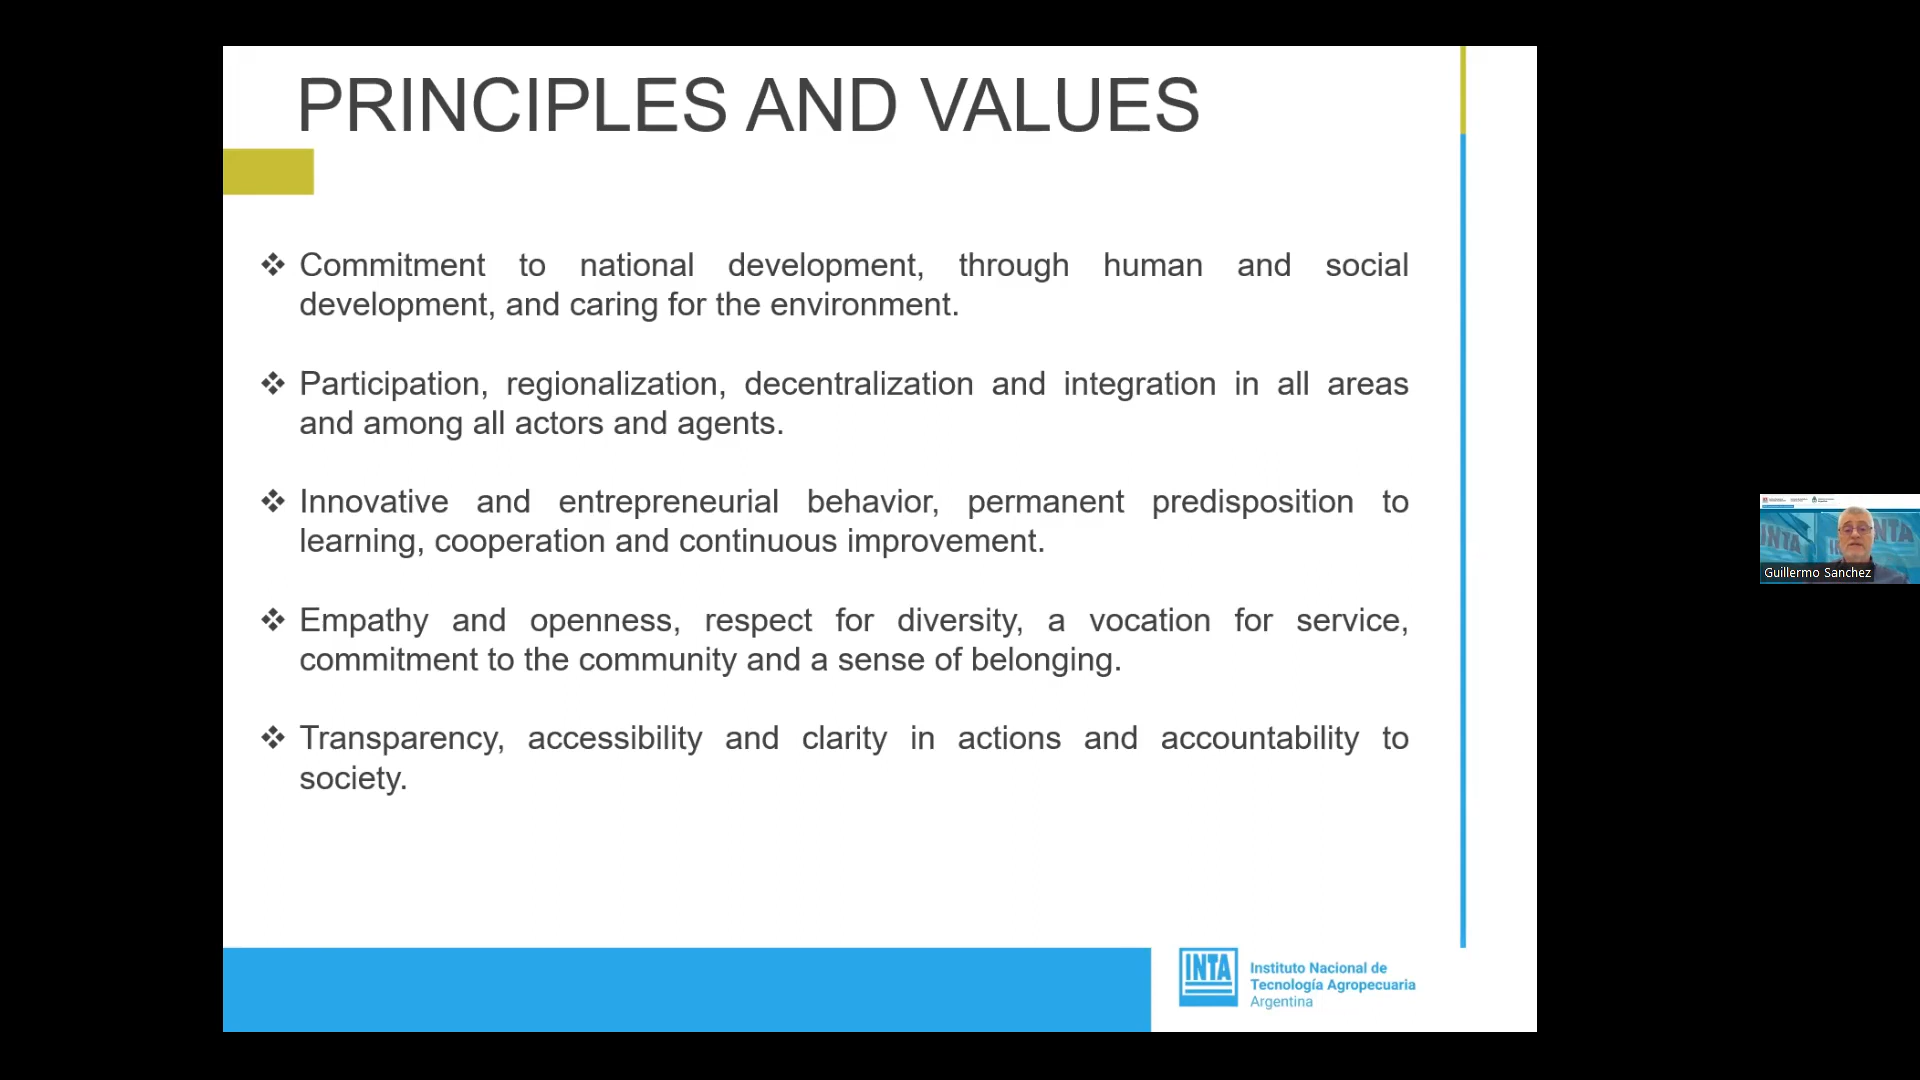 PRINCIPLES AND VALUES
❖ Commitment to national development, through human and social
development, and caring for the environment.
❖ Participation, regionalization, decentralization and integration in all areas
and among all actors and agents.
❖ Innovative and entrepreneurial behavior, permanent predisposition to
learning, cooperation and continuous improvement.
❖ Empathy and openness, respect for diversity, a vocation for service,
commitment to the community and a sense of belonging.
❖ Transparency, accessibility and clarity in actions and accountability to
society.
INTA
Instituto Nacional de
Tecnología Agropecuaria
Argentina
INTA
NTA
Guillermo Sanchez